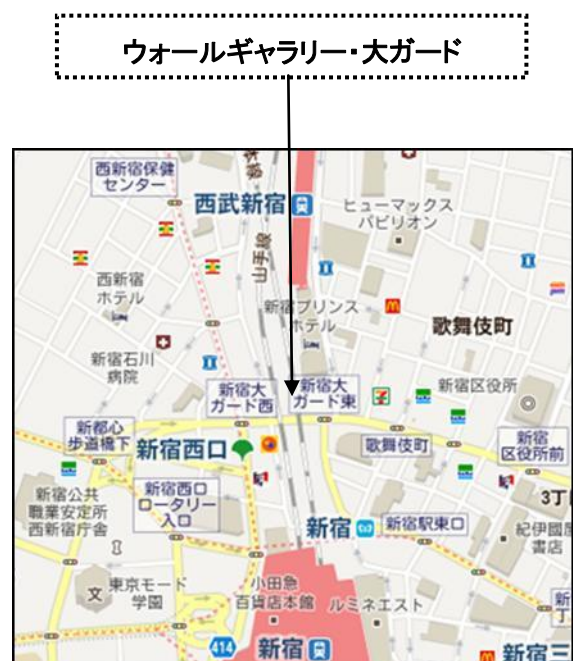 ウォールギャラリー・大ガード
西新宿保健
センター
西武新宿
ヒューマックス
パビリオン
山手線
西新宿
ホテル
新宿プリンス
ホテル
歌舞伎町
新宿石川
病院
新宿大
ガード西
新宿大
ガード東
新宿区役所
新都心
歩道橋下
新宿西口
歌舞伎町
新宿
区役所前
新宿公共
職業安定所
西新宿庁舎
新宿西口
ロータリー
入口
3丁
新宿
新宿駅東口
紀伊國屋
書店
文
東京モード
学園
小田急
百貨店本館
ルミネエスト
新
丁
414
新宿
新宿三